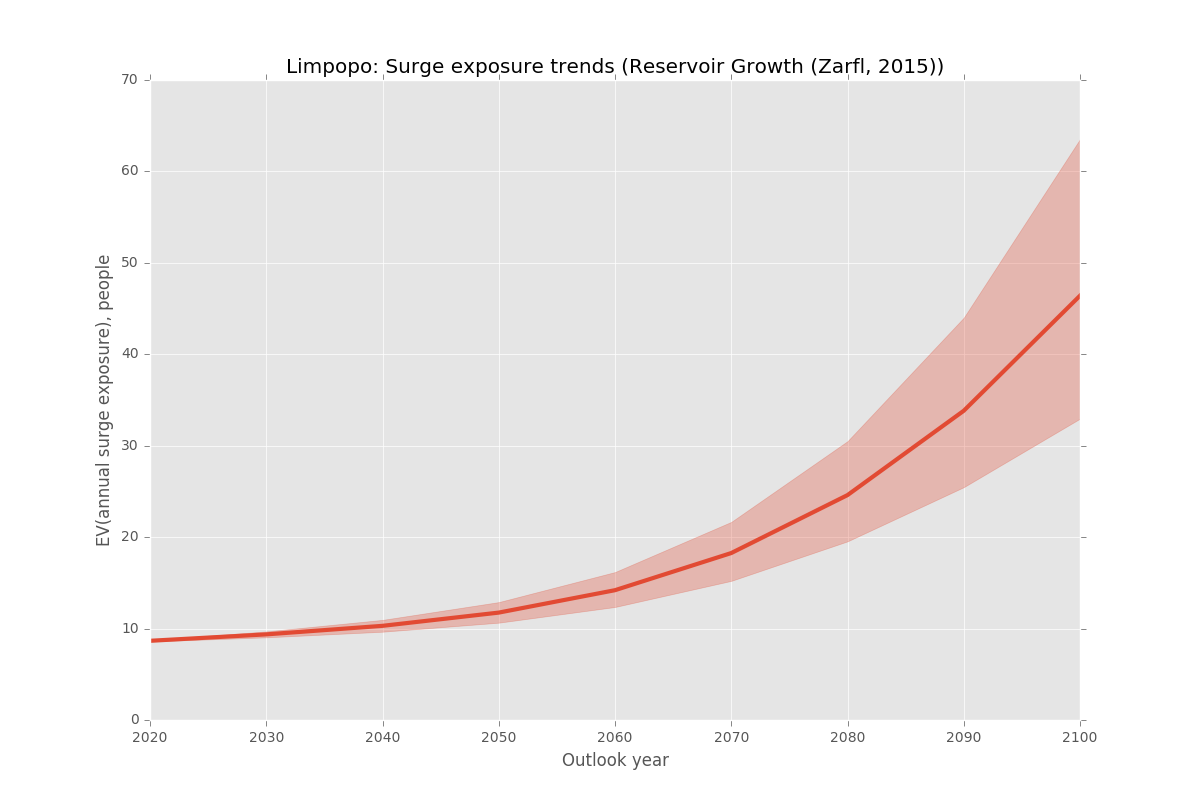 Limpopo: Surge exposure trends (Reservoir Growth (Zarfl, 2015))
EV(annual surge exposure), people
70
60
50
40
30
20
10
0
2020 2030 2040 2050 2060 2070 2080 2090 2100
Outlook year